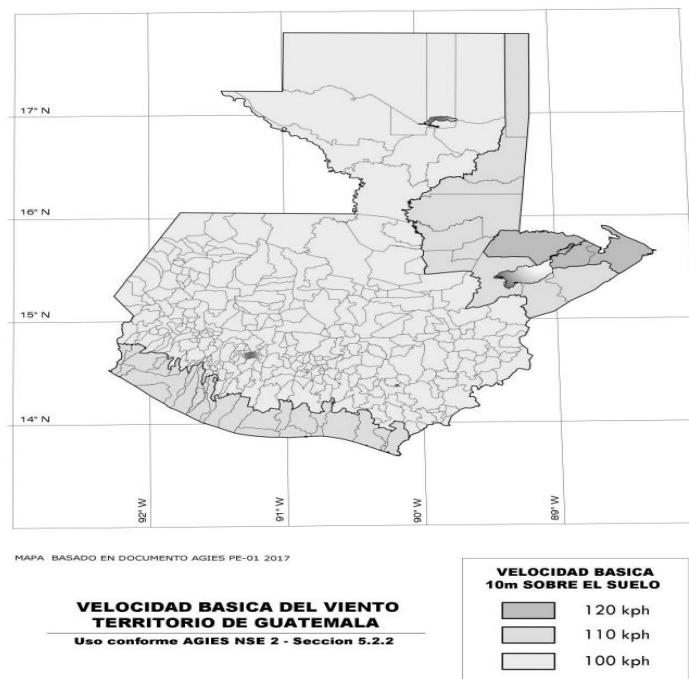 17° N
16° N
15° N
14° N
92° W
91° W
90° W
89° W
MAPA BASADO EN DOCUMENTO AGIES PE-01 2017
VELOCIDAD BASICA DEL VIENTO
TERRITORIO DE GUATEMALA
Uso conforme AGIES NSE 2 - Seccion 5.2.2
VELOCIDAD BASICA
10m SOBRE EL SUELO
120 kph
110 kph
100 kph